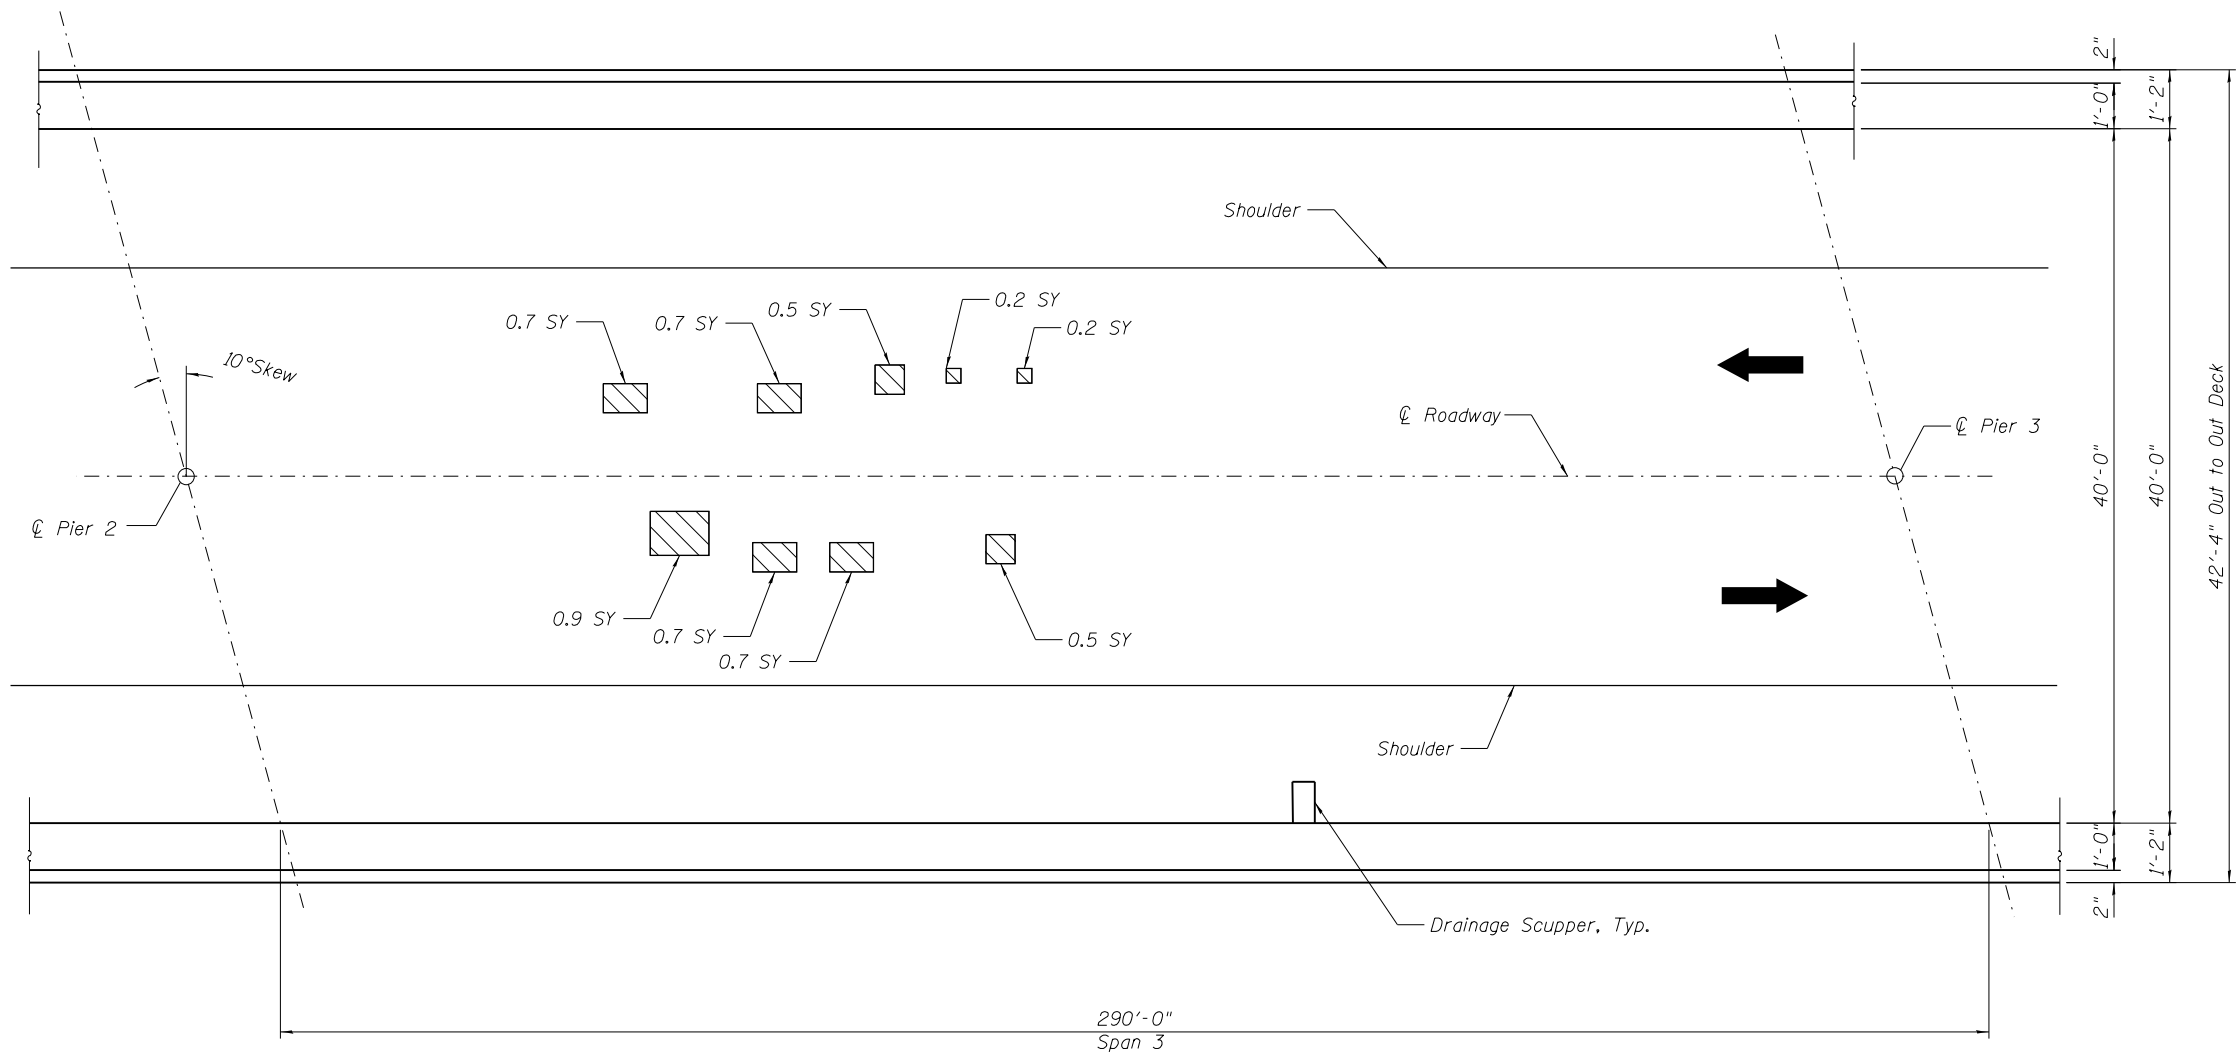 2"
1'-0"
1'-2"
Shoulder
0.7 SY
0.7 SY
0.5 SY
0.2 SY
0.2 SY
10° Skew
℄ Roadway
℄ Pier 3
℄ Pier 2
40'-0"
40'-0"
42'-4" Out to Out Deck
0.9 SY
0.7 SY
0.7 SY
0.5 SY
Shoulder
1'-0"
1'-2"
2"
Drainage Scupper, Typ.
290'-0"
Span 3